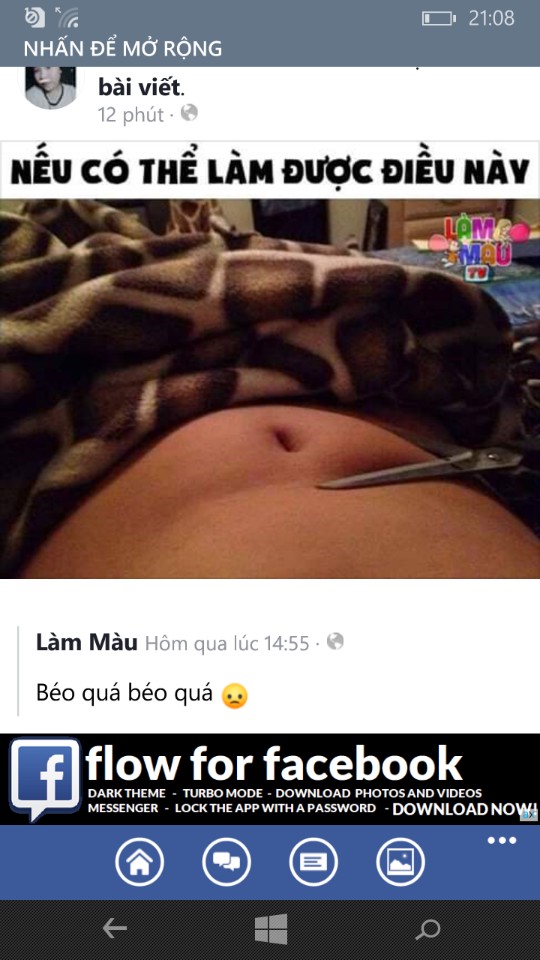 21:08
NHẤN ĐỂ MỞ RỘNG
bài viết.
12 phút ·
NẾU CÓ THỂ LÀM ĐƯỢC ĐIỀU NÀY
LÀM
MÀU
TV
Làm Màu Hôm qua lúc 14:55 ·
Béo quá béo quá 😞
f flow for facebook
DARK THEME - TURBO MODE - DOWNLOAD PHOTOS AND VIDEOS
MESSENGER - LOCK THE APP WITH A PASSWORD - DOWNLOAD NOW!